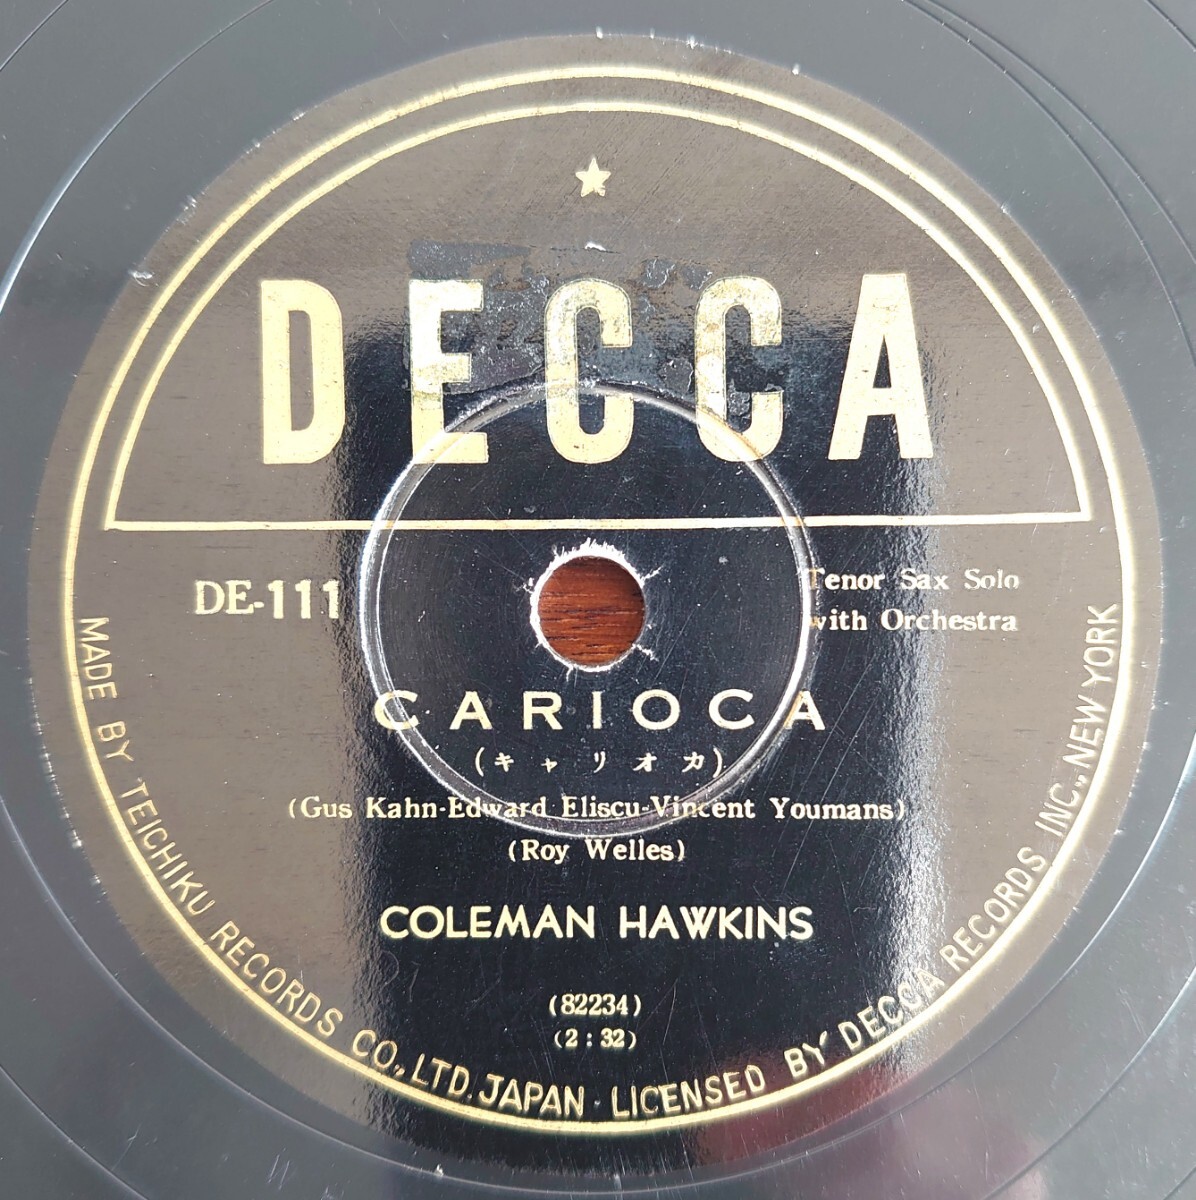 DECCA
DE-111
Tenor Sax Solo
with Orchestra
CARIOCA
(キャリオカ)
(Gus Kahn-Edward Eliscu-Vincent Youmans)
(Roy Welles)
COLEMAN HAWKINS
(82234)
(2:32)
MADE BY TEICHIKU RECORDS CO., LTD. JAPAN · LICENSED BY DECCA RECORDS INC., NEW YORK